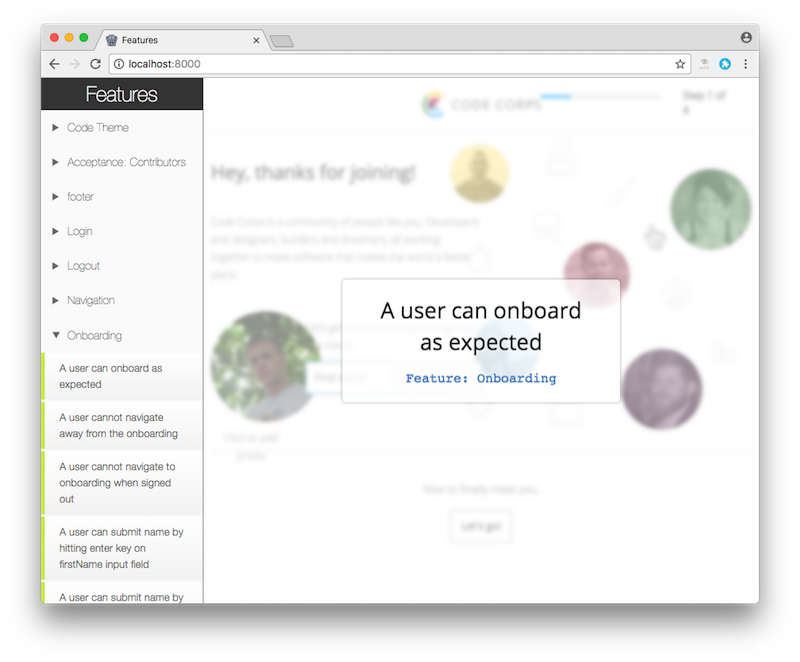 Features
localhost:8000
Features
Code Theme
Acceptance: Contributors
footer
Login
Logout
Navigation
Onboarding
A user can onboard as
expected
A user cannot navigate
away from the onboarding
A user cannot navigate to
onboarding when signed
out
A user can submit name by
hitting enter key on
firstName input field
A user can submit name by
CODE CORPS
Step 1 of
4
Hey, thanks for joining!
Code Corps is a community of people like you. Developers
and designers, builders and dreamers, all working
together to make software that makes the world a better
place.
A user can onboard
as expected
Feature: Onboarding
Click to add
photo
Nice to finally meet you.
Let's go!